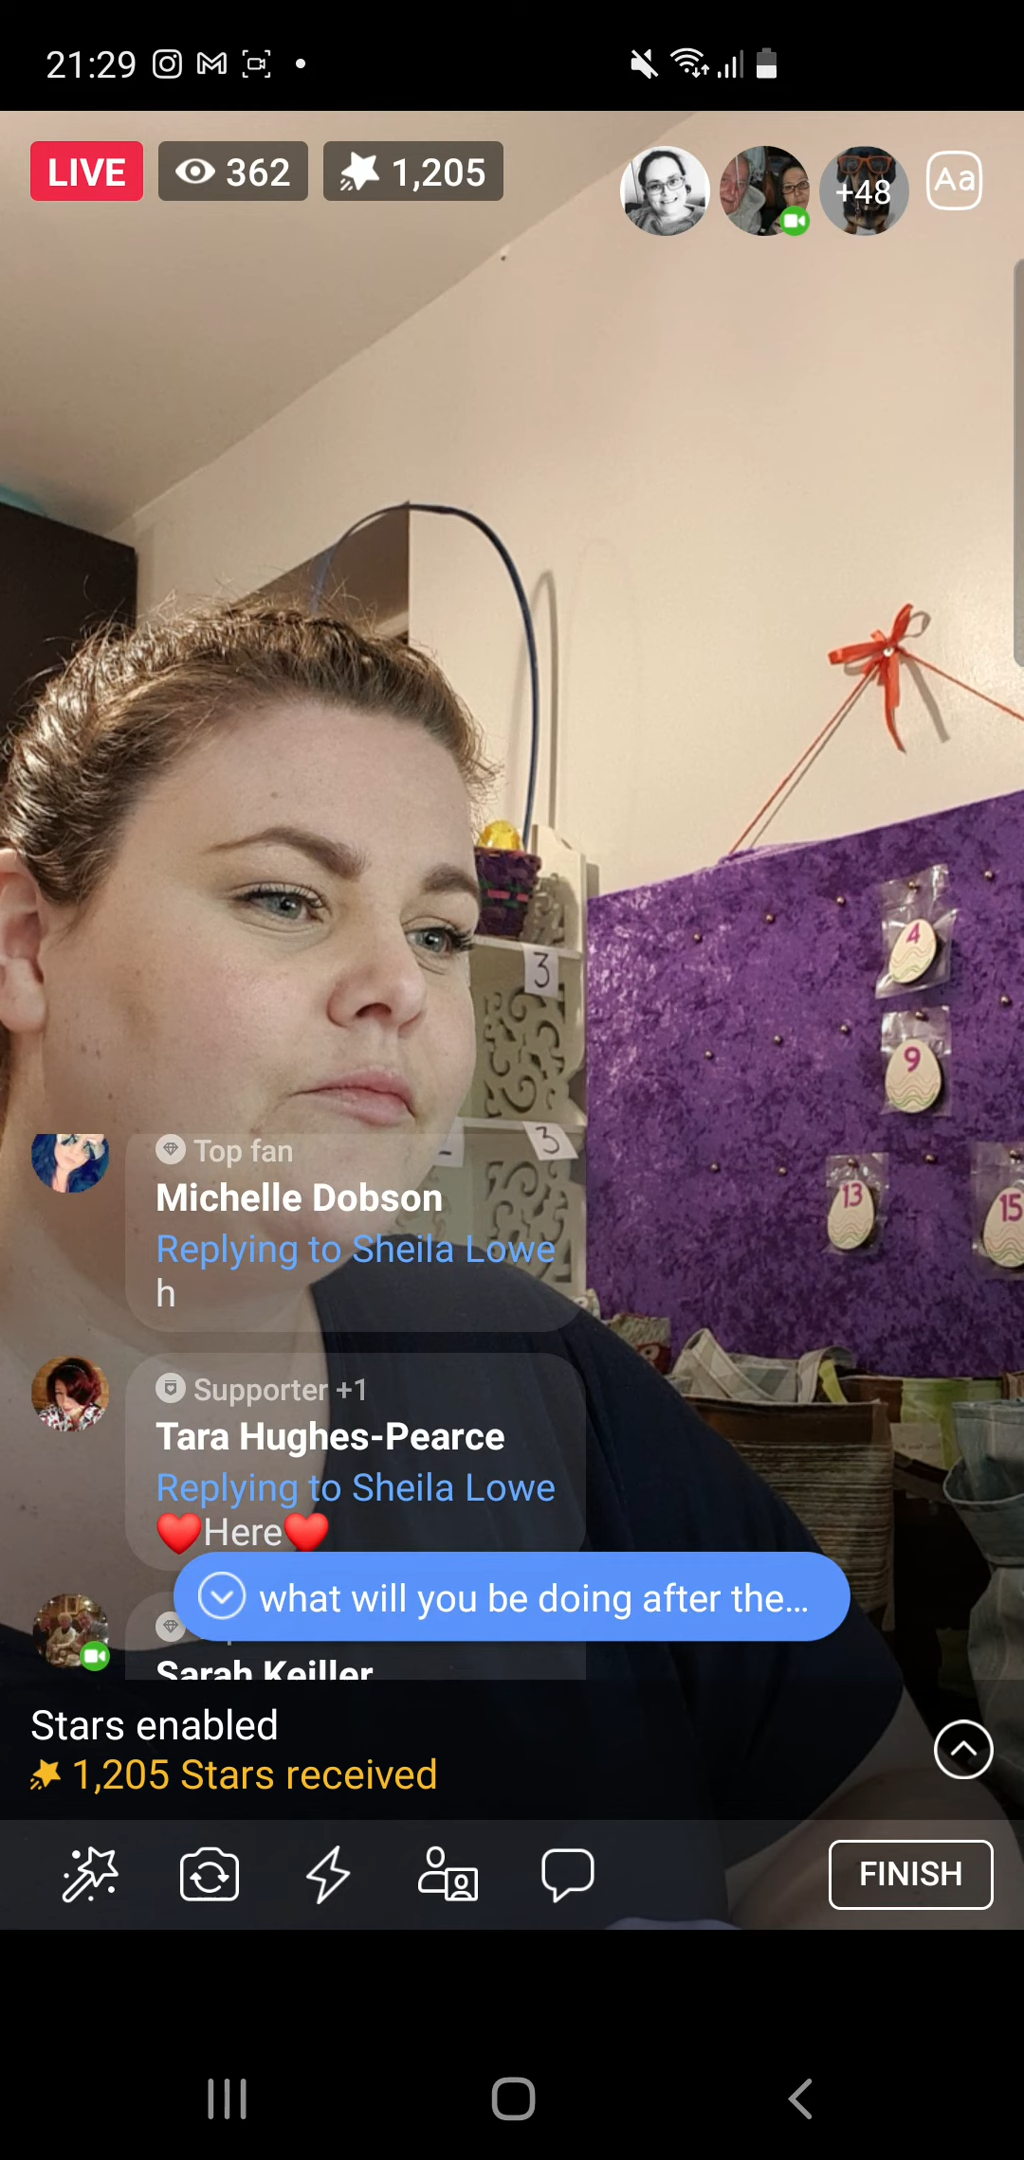 21:29
LIVE
362
1,205
+48
Aa
3
4
9
3
13
15
Top fan
Michelle Dobson
Replying to Sheila Lowe
h
Supporter +1
Tara Hughes-Pearce
Replying to Sheila Lowe
❤️Here❤️
what will you be doing after the...
Sarah Keiller
Stars enabled
1,205 Stars received
FINISH